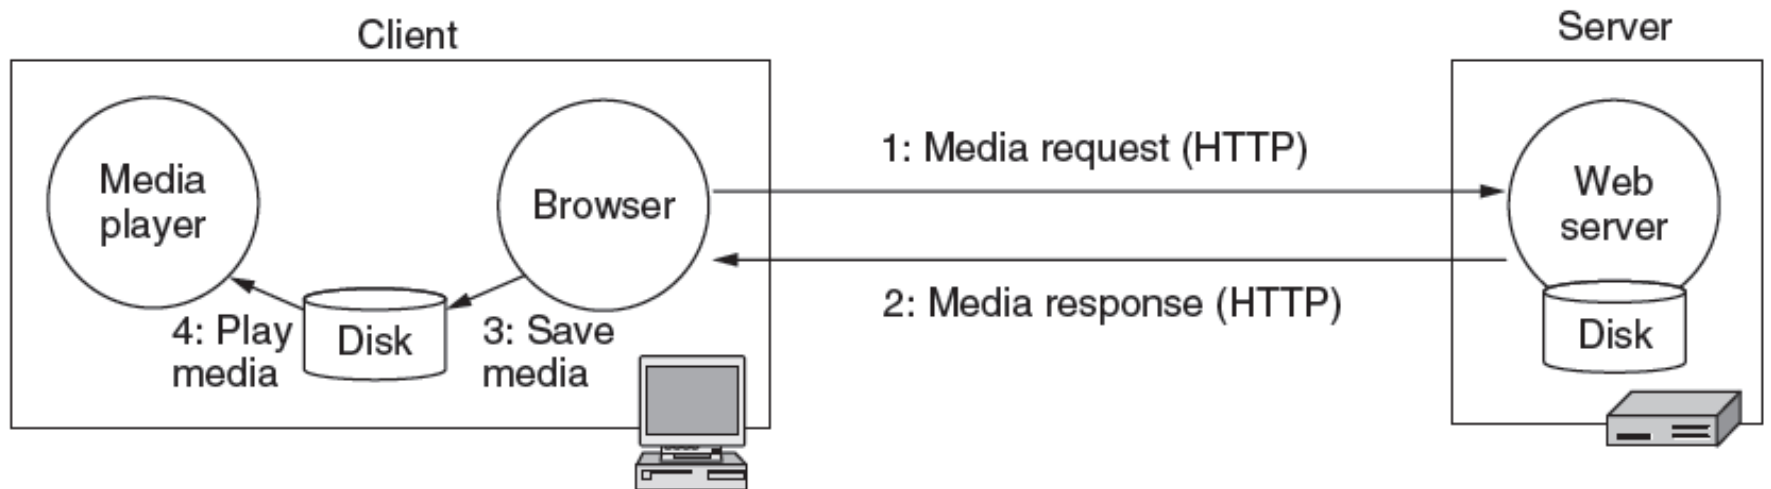 Client
Server
Media
player
Browser
1: Media request (HTTP)
2: Media response (HTTP)
Web
server
4: Play
media
Disk
3: Save
media
Disk